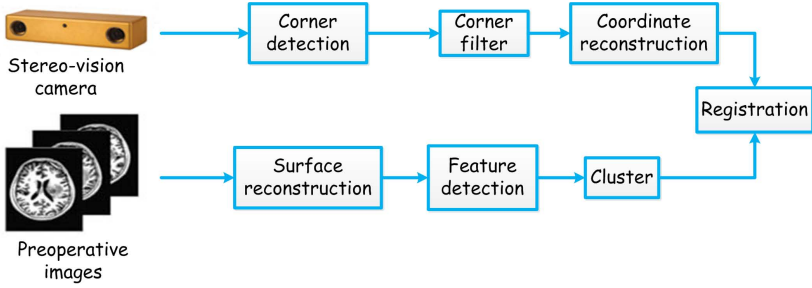 Stereo-vision
camera
Corner
detection
Corner
filter
Coordinate
reconstruction
Registration
Preoperative
images
Surface
reconstruction
Feature
detection
Cluster